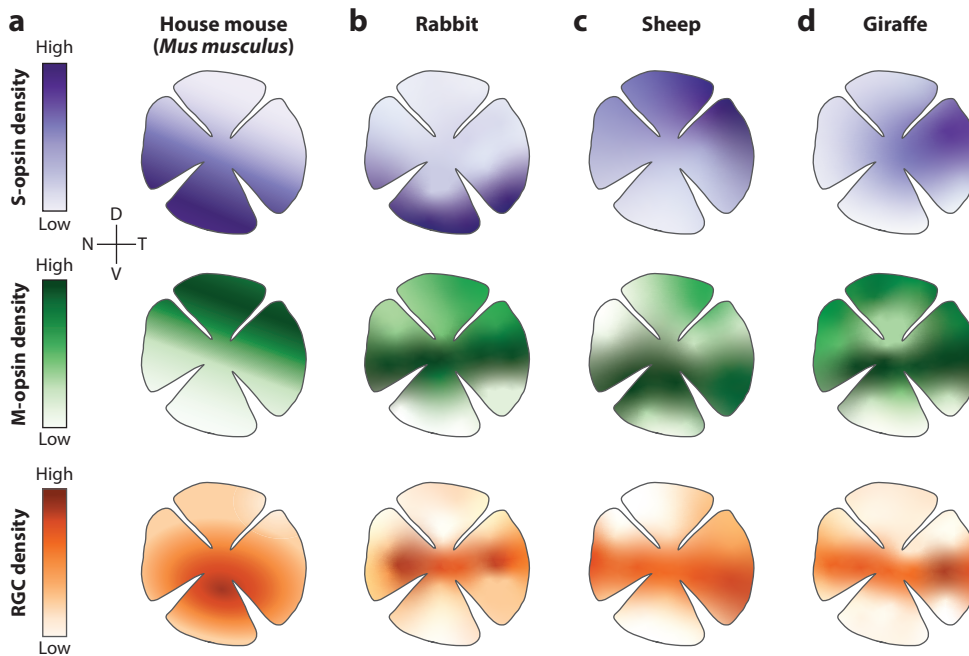 a
House mouse
(Mus musculus)
b
Rabbit
c
Sheep
d
Giraffe
High
S-opsin density
Low
D
N
T
V
High
M-opsin density
Low
High
RGC density
Low